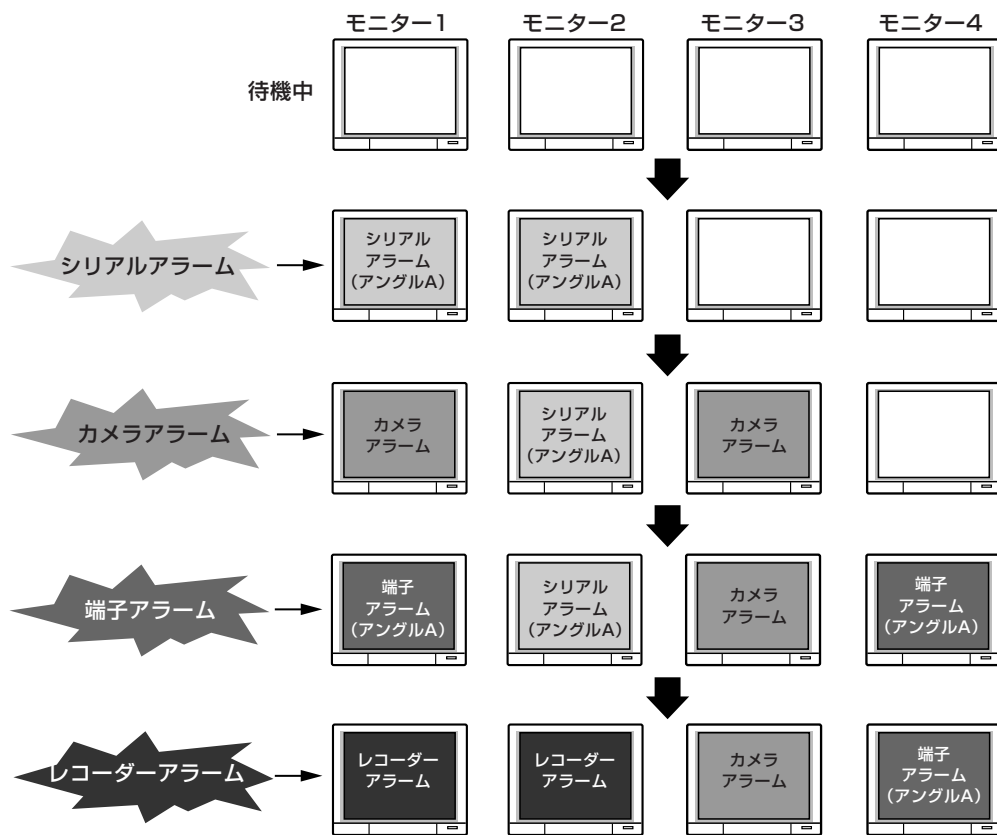 モニター1 モニター2 モニター3 モニター4
待機中
シリアルアラーム
シリアル
アラーム
(アングルA)
シリアル
アラーム
(アングルA)
カメラアラーム
カメラ
アラーム
シリアル
アラーム
(アングルA)
カメラ
アラーム
端子アラーム
端子
アラーム
(アングルA)
シリアル
アラーム
(アングルA)
カメラ
アラーム
端子
アラーム
(アングルA)
レコーダーアラーム
レコーダー
アラーム
レコーダー
アラーム
カメラ
アラーム
端子
アラーム
(アングルA)